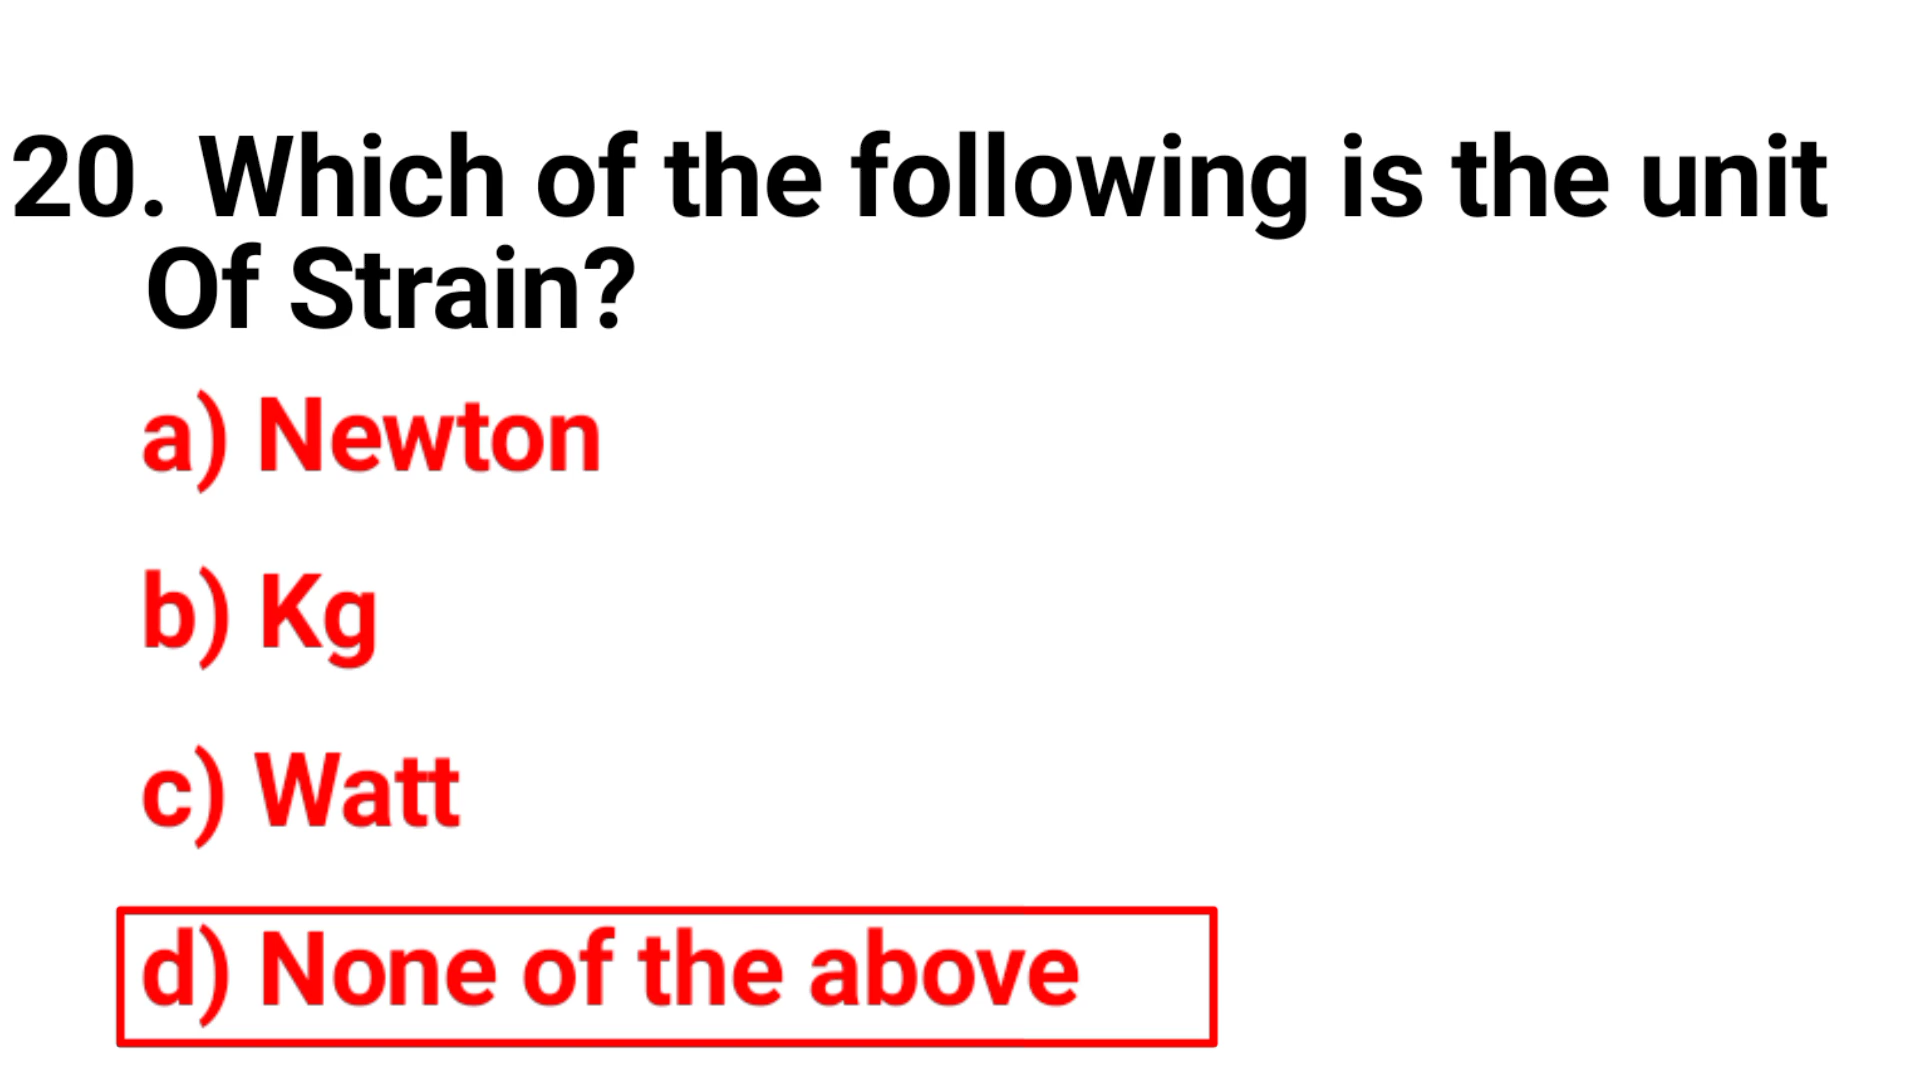 20. Which of the following is the unit
Of Strain?
a) Newton
b) Kg
c) Watt
d) None of the above